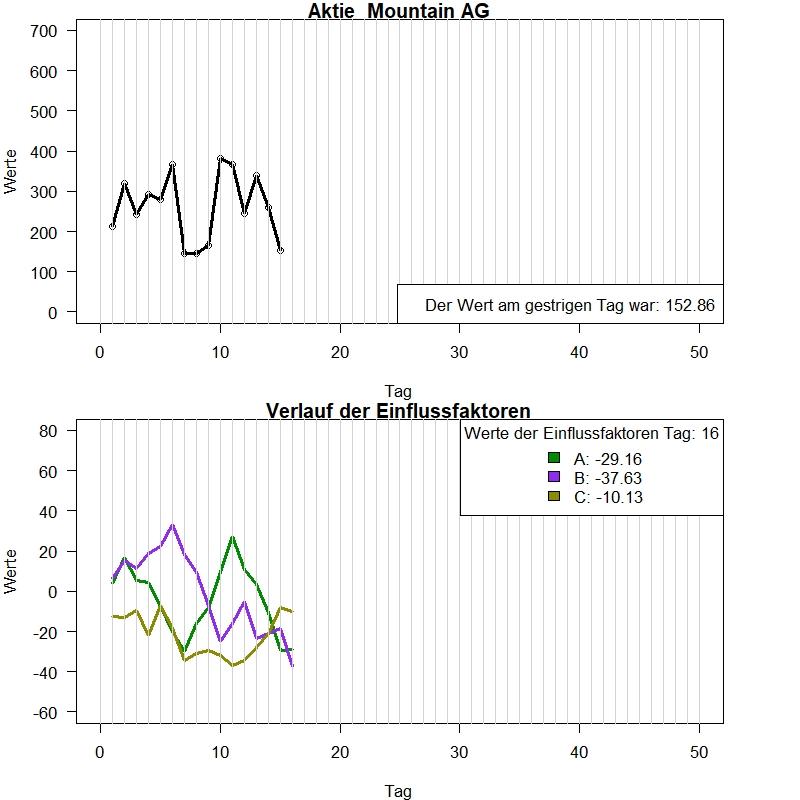 Aktie  Mountain AG
700
600
500
400
300
200
100
0
Werte
Der Wert am gestrigen Tag war: 152.86
0 10 20 30 40 50
Tag
Verlauf der Einflussfaktoren
80
60
40
20
0
-20
-40
-60
Werte
Werte der Einflussfaktoren Tag: 16
A: -29.16
B: -37.63
C: -10.13
0 10 20 30 40 50
Tag